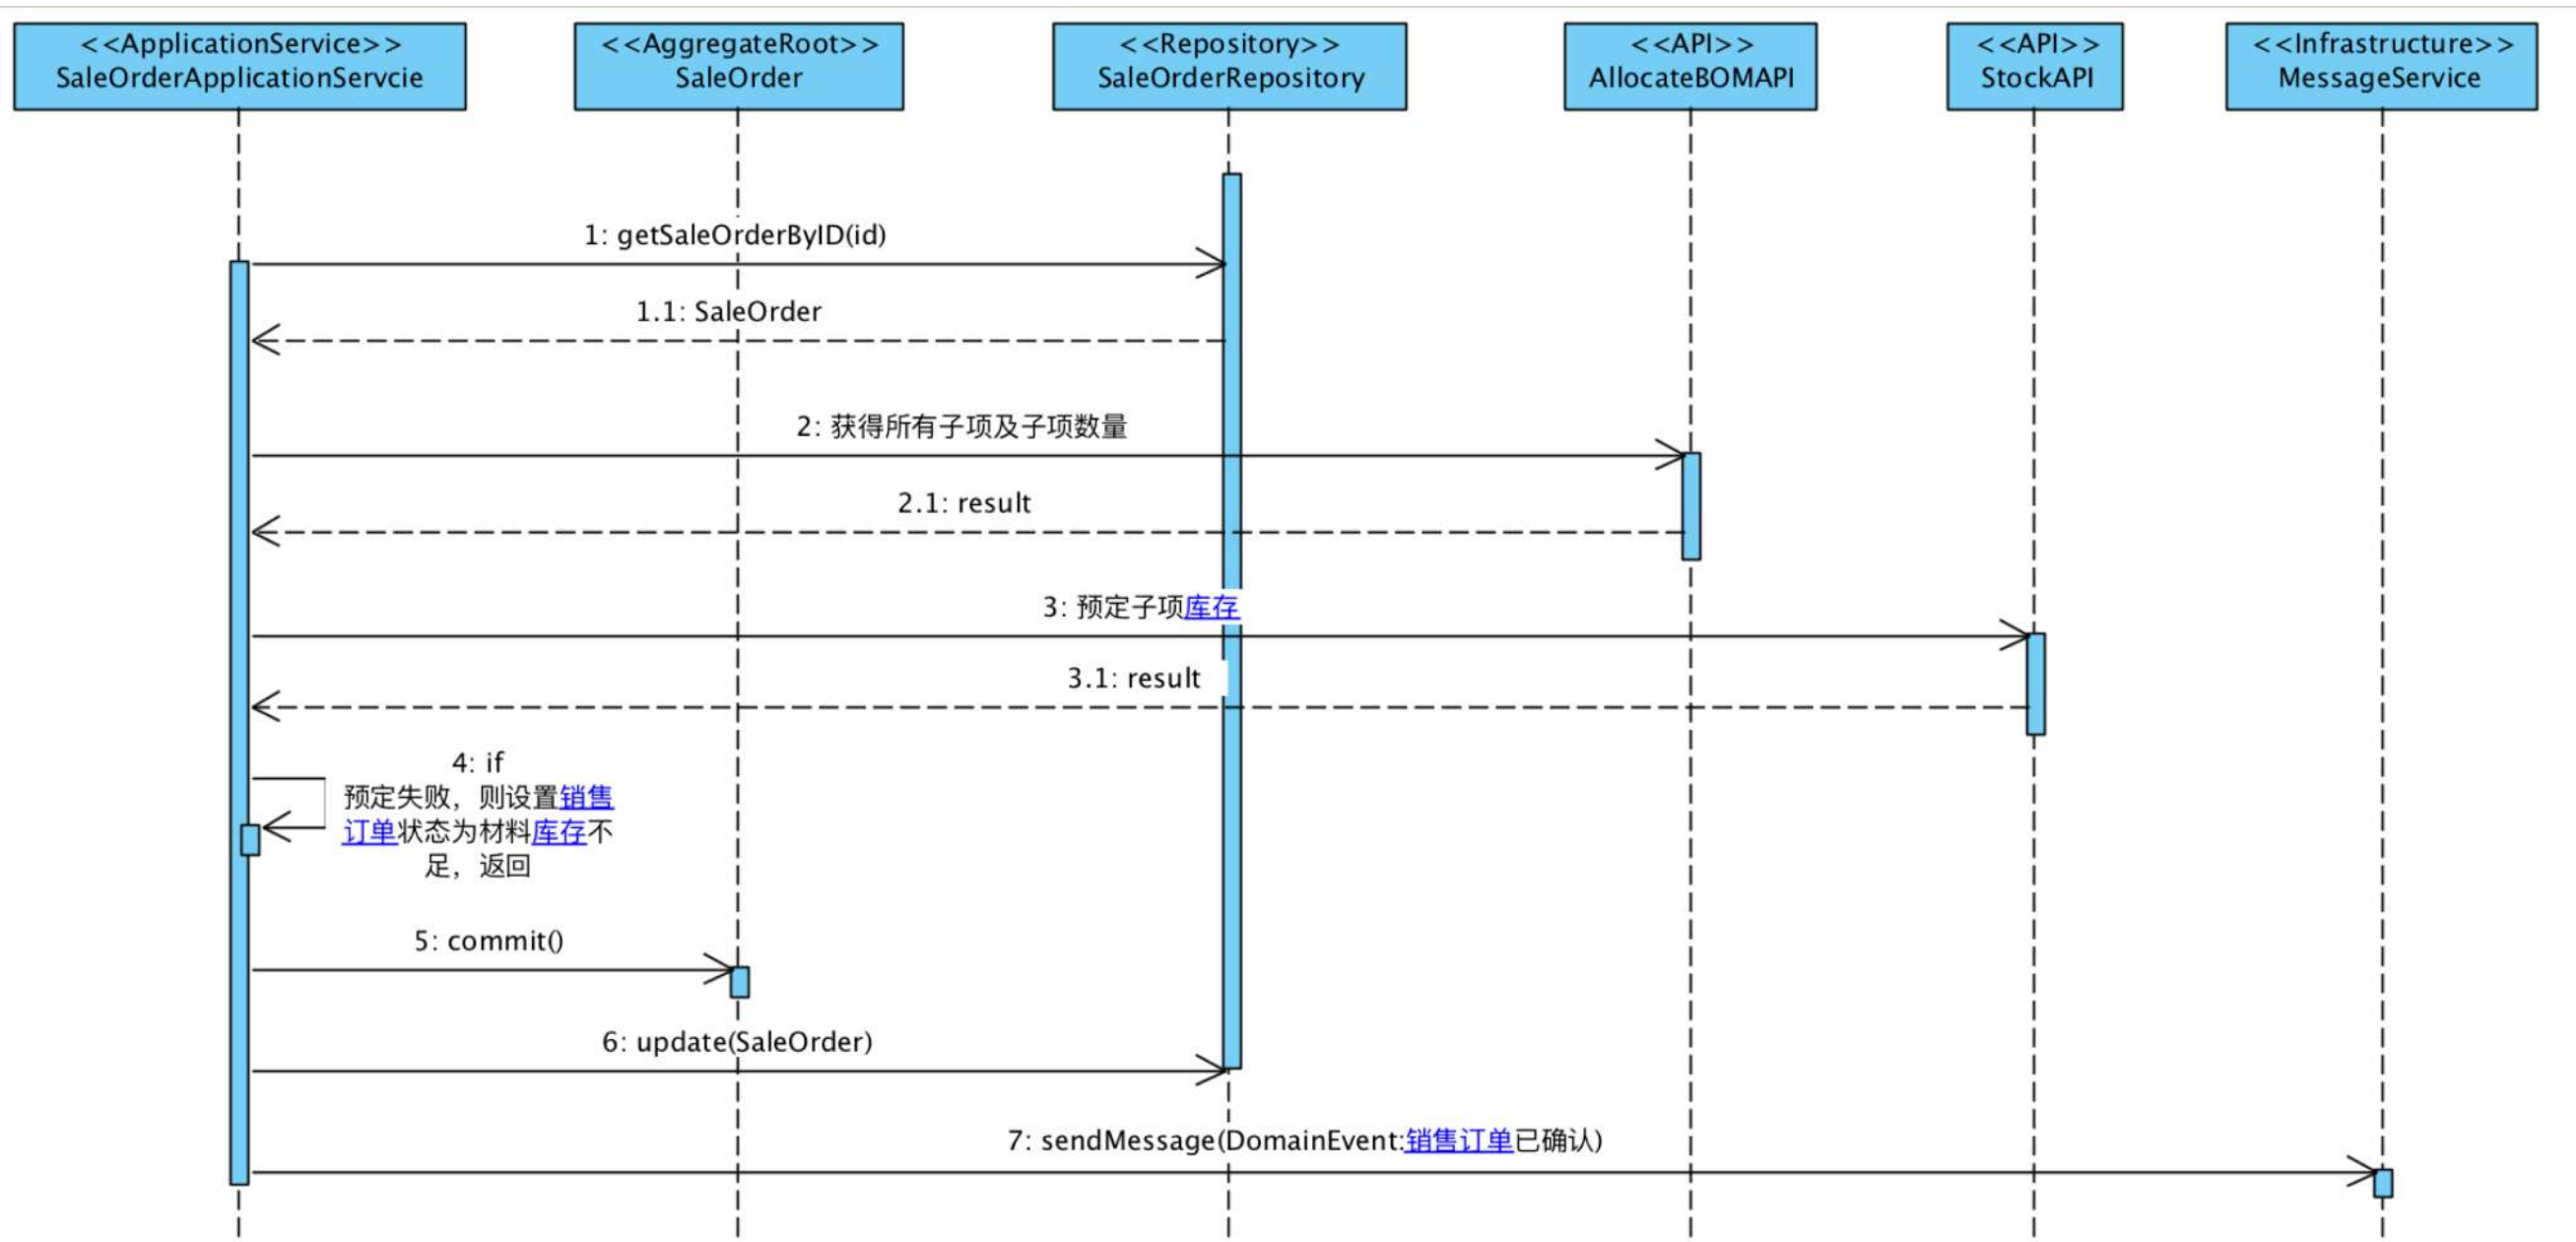 <<ApplicationService>>
SaleOrderApplicationServcie
<<AggregateRoot>>
SaleOrder
<<Repository>>
SaleOrderRepository
<<API>>
AllocateBOMAPI
<<API>>
StockAPI
<<Infrastructure>>
MessageService
1: getSaleOrderByID(id)
1.1: SaleOrder
2: 获得所有子项及子项数量
2.1: result
3: 预定子项库存
3.1: result
4: if
预定失败，则设置销售
订单状态为材料库存不
足，返回
5: commit()
6: update(SaleOrder)
7: sendMessage(DomainEvent:销售订单已确认)